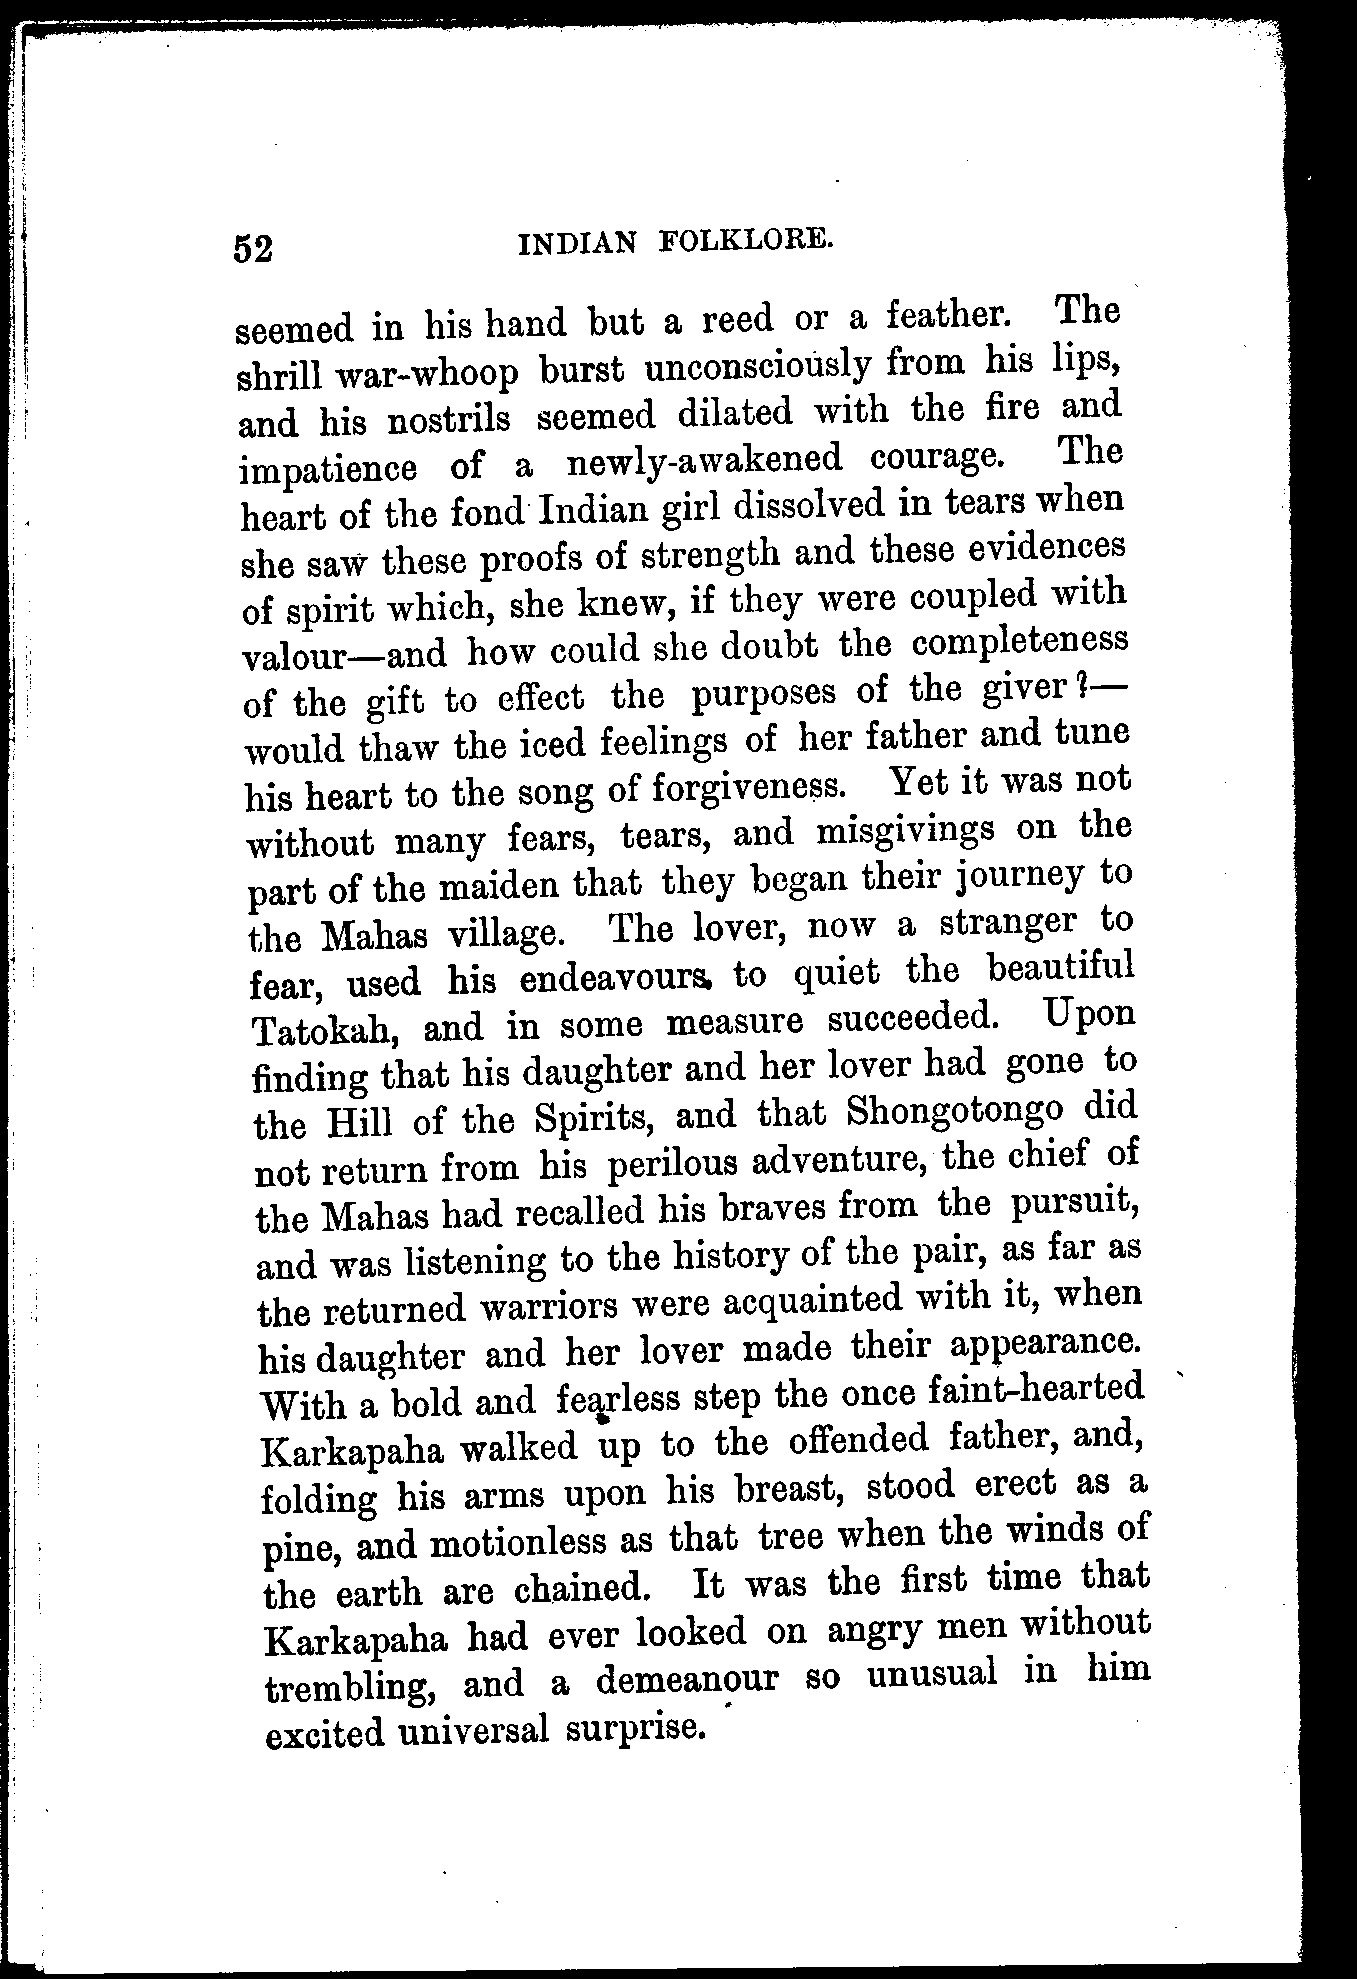 52 INDIAN FOLKLORE.
seemed in his hand but a reed or a feather. The
shrill war-whoop burst unconsciously from his lips,
and his nostrils seemed dilated with the fire and
impatience of a newly-awakened courage. The
heart of the fond Indian girl dissolved in tears when
she saw these proofs of strength and these evidences
of spirit which, she knew, if they were coupled with
valour—and how could she doubt the completeness
of the gift to effect the purposes of the giver?—
would thaw the iced feelings of her father and tune
his heart to the song of forgiveness. Yet it was not
without many fears, tears, and misgivings on the
part of the maiden that they began their journey to
the Mahas village. The lover, now a stranger to
fear, used his endeavours to quiet the beautiful
Tatokah, and in some measure succeeded. Upon
finding that his daughter and her lover had gone to
the Hill of the Spirits, and that Shongotongo did
not return from his perilous adventure, the chief of
the Mahas had recalled his braves from the pursuit,
and was listening to the history of the pair, as far as
the returned warriors were acquainted with it, when
his daughter and her lover made their appearance.
With a bold and fearless step the once faint-hearted
Karkapaha walked up to the offended father, and,
folding his arms upon his breast, stood erect as a
pine, and motionless as that tree when the winds of
the earth are chained. It was the first time that
Karkapaha had ever looked on angry men without
trembling, and a demeanour so unusual in him
excited universal surprise.